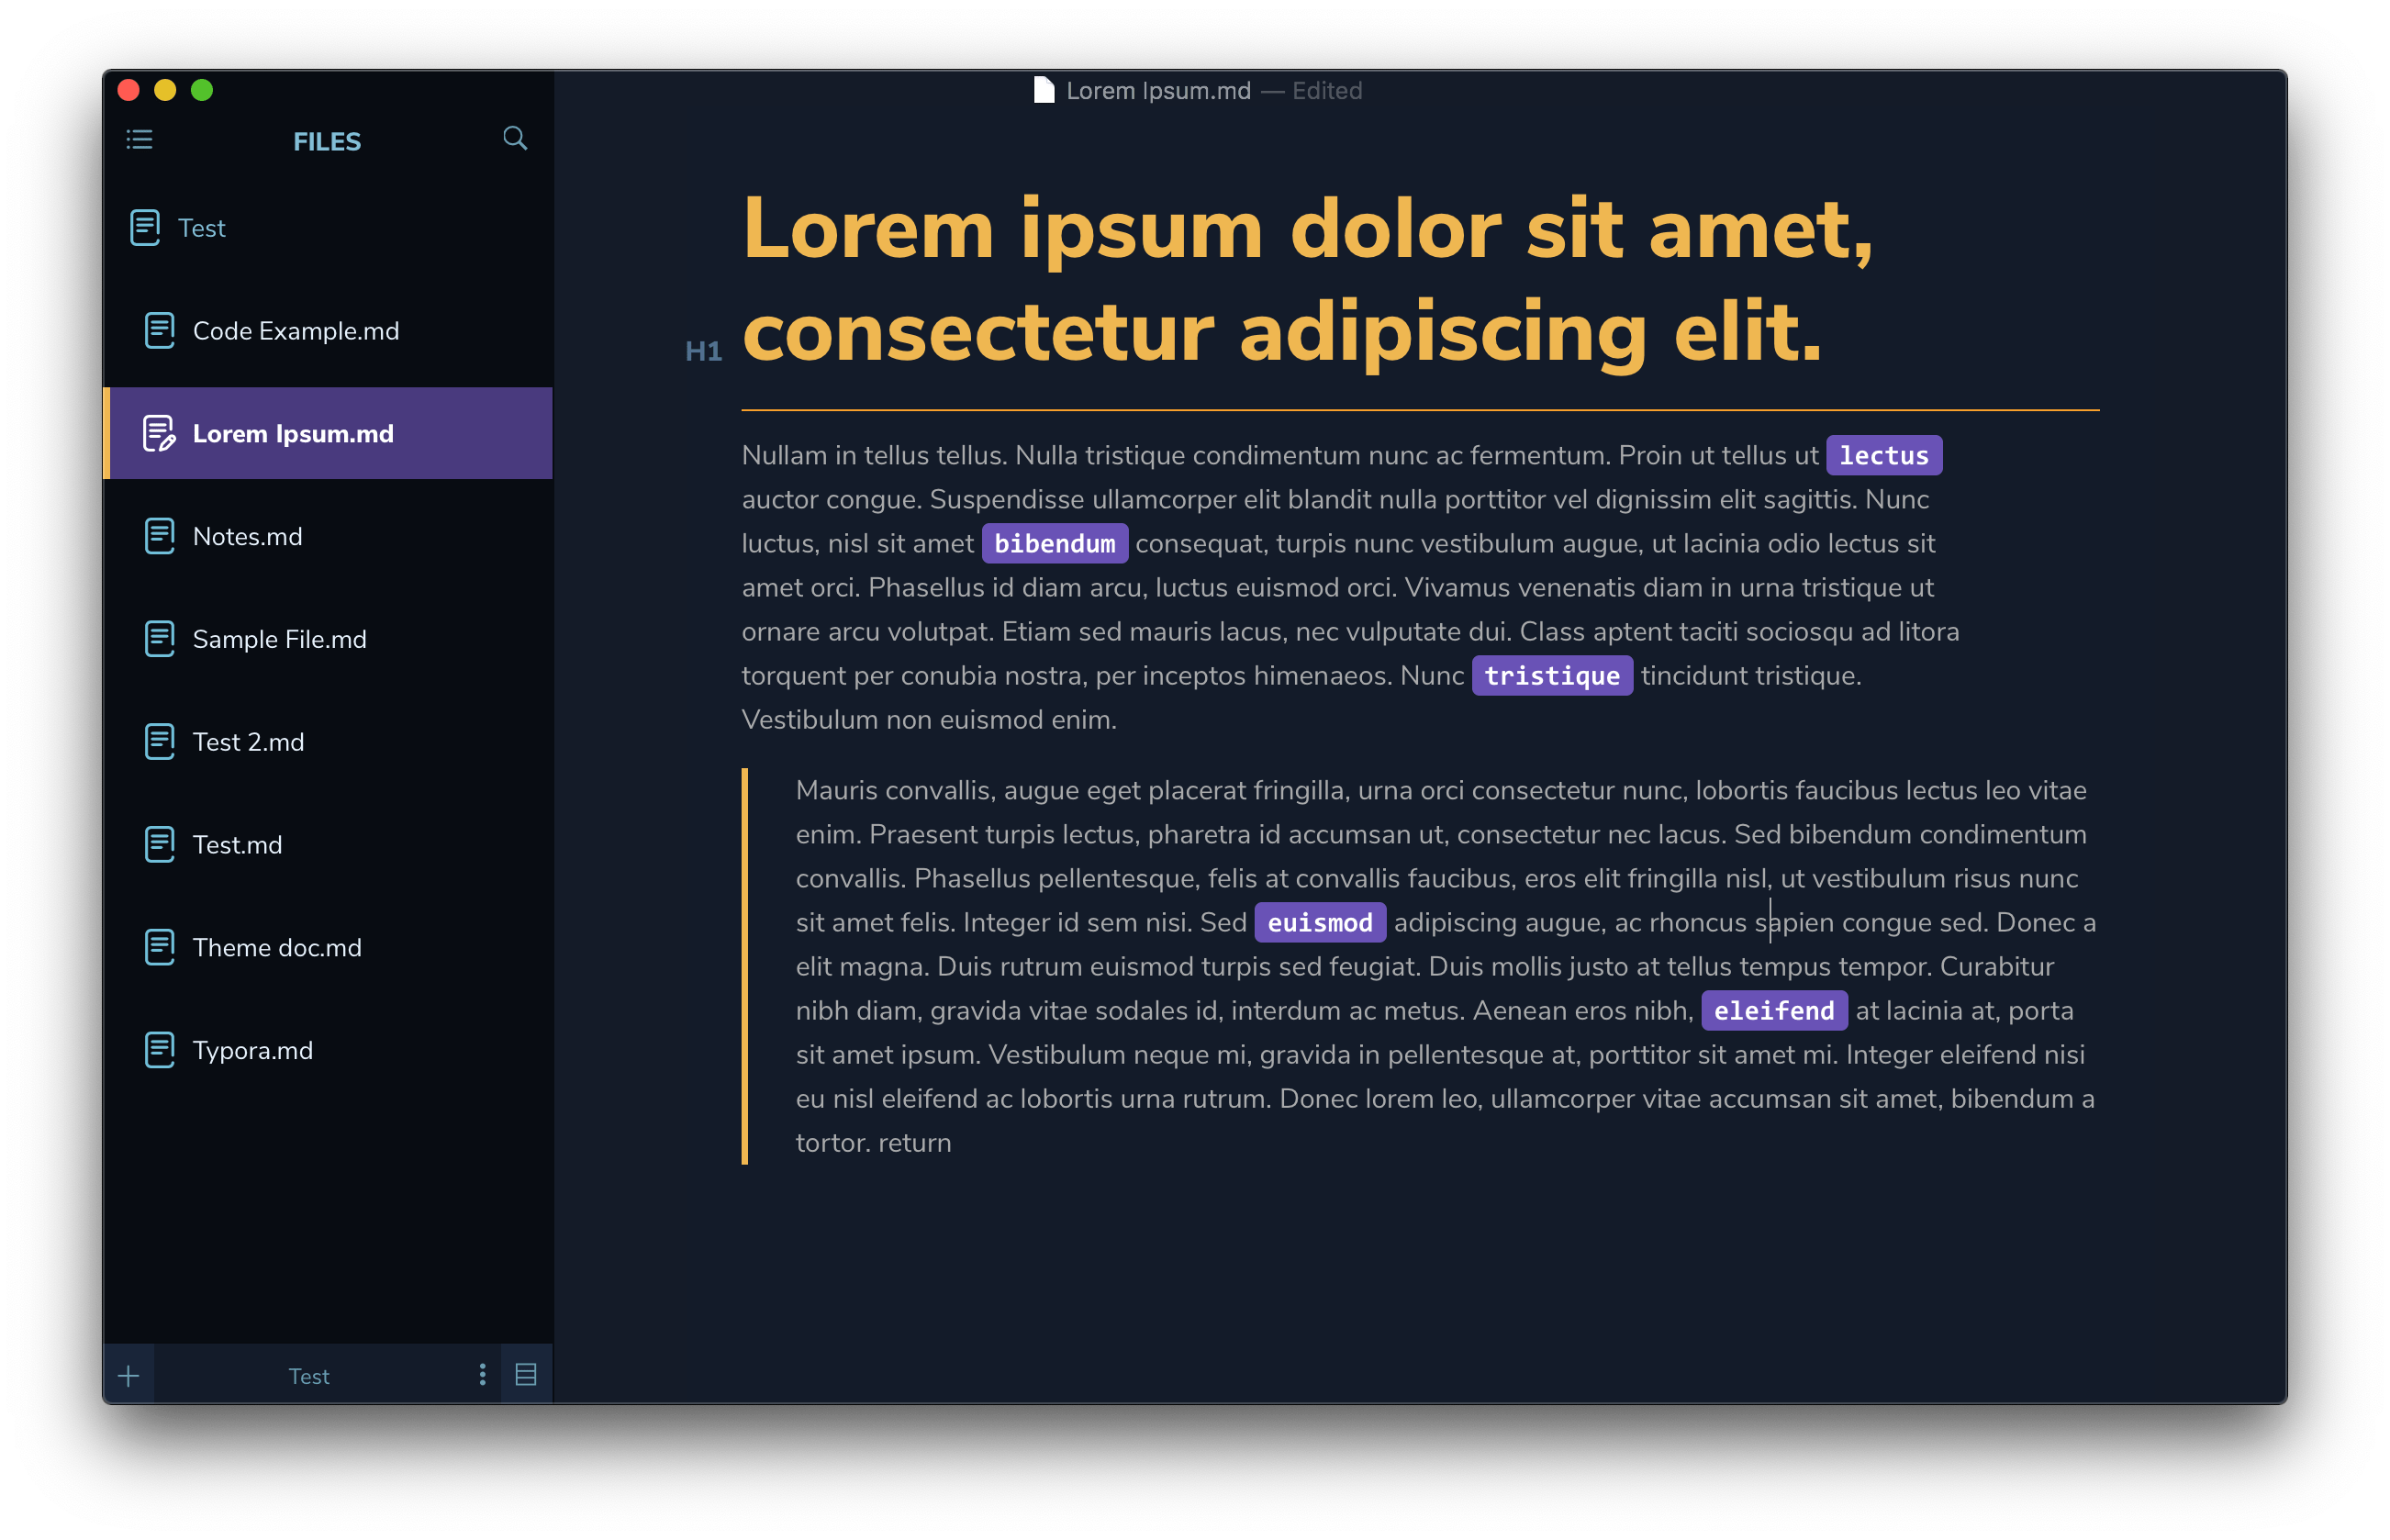 Lorem Ipsum.md — Edited
FILES
Test
Code Example.md
Lorem Ipsum.md
Notes.md
Sample File.md
Test 2.md
Test.md
Theme doc.md
Typora.md
Test
Lorem ipsum dolor sit amet,
H1 consectetur adipiscing elit.
Nullam in tellus tellus. Nulla tristique condimentum nunc ac fermentum. Proin ut tellus ut lectus
auctor congue. Suspendisse ullamcorper elit blandit nulla porttitor vel dignissim elit sagittis. Nunc
luctus, nisl sit amet bibendum consequat, turpis nunc vestibulum augue, ut lacinia odio lectus sit
amet orci. Phasellus id diam arcu, luctus euismod orci. Vivamus venenatis diam in urna tristique ut
ornare arcu volutpat. Etiam sed mauris lacus, nec vulputate dui. Class aptent taciti sociosqu ad litora
torquent per conubia nostra, per inceptos himenaeos. Nunc tristique tincidunt tristique.
Vestibulum non euismod enim.
Mauris convallis, augue eget placerat fringilla, urna orci consectetur nunc, lobortis faucibus lectus leo vitae
enim. Praesent turpis lectus, pharetra id accumsan ut, consectetur nec lacus. Sed bibendum condimentum
convallis. Phasellus pellentesque, felis at convallis faucibus, eros elit fringilla nisl, ut vestibulum risus nunc
sit amet felis. Integer id sem nisi. Sed euismod adipiscing augue, ac rhoncus sapien congue sed. Donec a
elit magna. Duis rutrum euismod turpis sed feugiat. Duis mollis justo at tellus tempus tempor. Curabitur
nibh diam, gravida vitae sodales id, interdum ac metus. Aenean eros nibh, eleifend at lacinia at, porta
sit amet ipsum. Vestibulum neque mi, gravida in pellentesque at, porttitor sit amet mi. Integer eleifend nisi
eu nisl eleifend ac lobortis urna rutrum. Donec lorem leo, ullamcorper vitae accumsan sit amet, bibendum a
tortor. return